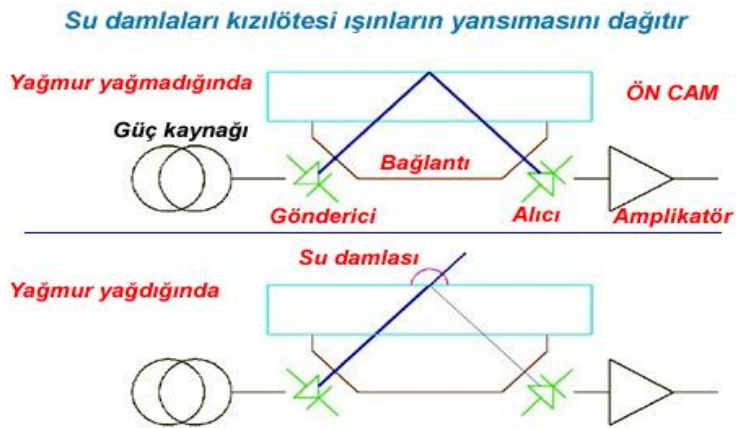 Su damlaları kızılötesi ışınların yansımasını dağıtır
Yağmur yağmadığında
ÖN CAM
Güç kaynağı
Bağlantı
Gönderici
Alıcı
Amplikatör
Su damlası
Yağmur yağdığında